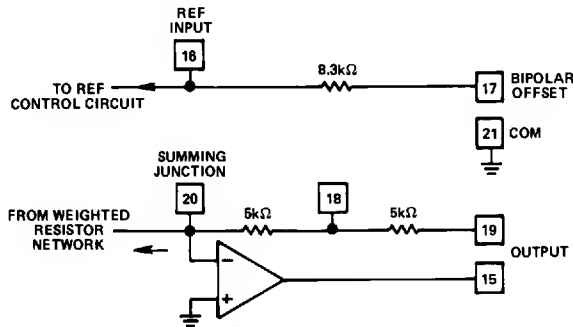 REF
INPUT
16
8.3kΩ
TO REF
CONTROL CIRCUIT
17
BIPOLAR
OFFSET
21
COM
SUMMING
JUNCTION
20
18
5kΩ
5kΩ
FROM WEIGHTED
RESISTOR
NETWORK
19
OUTPUT
−
+
15